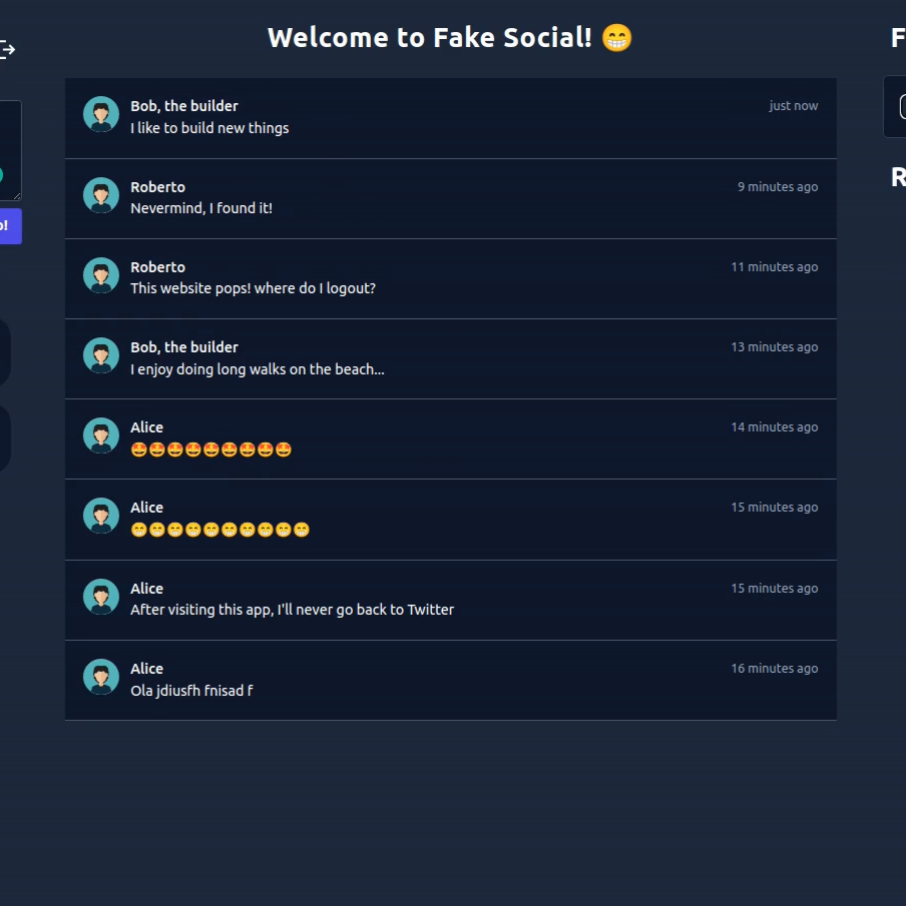 Welcome to Fake Social! 😁
Bob, the builder
just now
I like to build new things
Roberto
9 minutes ago
Nevermind, I found it!
Roberto
11 minutes ago
This website pops! where do I logout?
Bob, the builder
13 minutes ago
I enjoy doing long walks on the beach...
Alice
14 minutes ago
🤩🤩🤩🤩🤩🤩🤩🤩🤩
Alice
15 minutes ago
😁😁😁😁😁😁😁😁😁😁
Alice
15 minutes ago
After visiting this app, I'll never go back to Twitter
Alice
16 minutes ago
Ola jdiusfh fnisad f